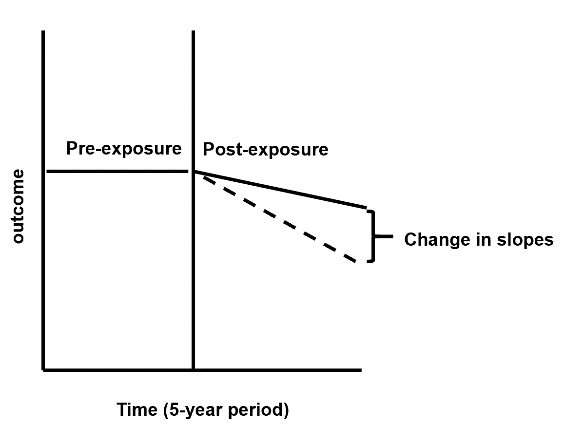 Pre-exposure
Post-exposure
outcome
Change in slopes
Time (5-year period)